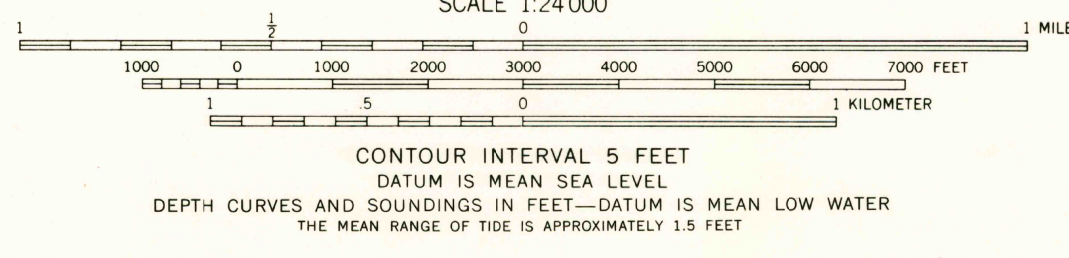 SCALE 1:24000
1 ½ 0 1 MILE
1000 0 1000 2000 3000 4000 5000 6000 7000 FEET
1 .5 0 1 KILOMETER
CONTOUR INTERVAL 5 FEET
DATUM IS MEAN SEA LEVEL
DEPTH CURVES AND SOUNDINGS IN FEET—DATUM IS MEAN LOW WATER
THE MEAN RANGE OF TIDE IS APPROXIMATELY 1.5 FEET